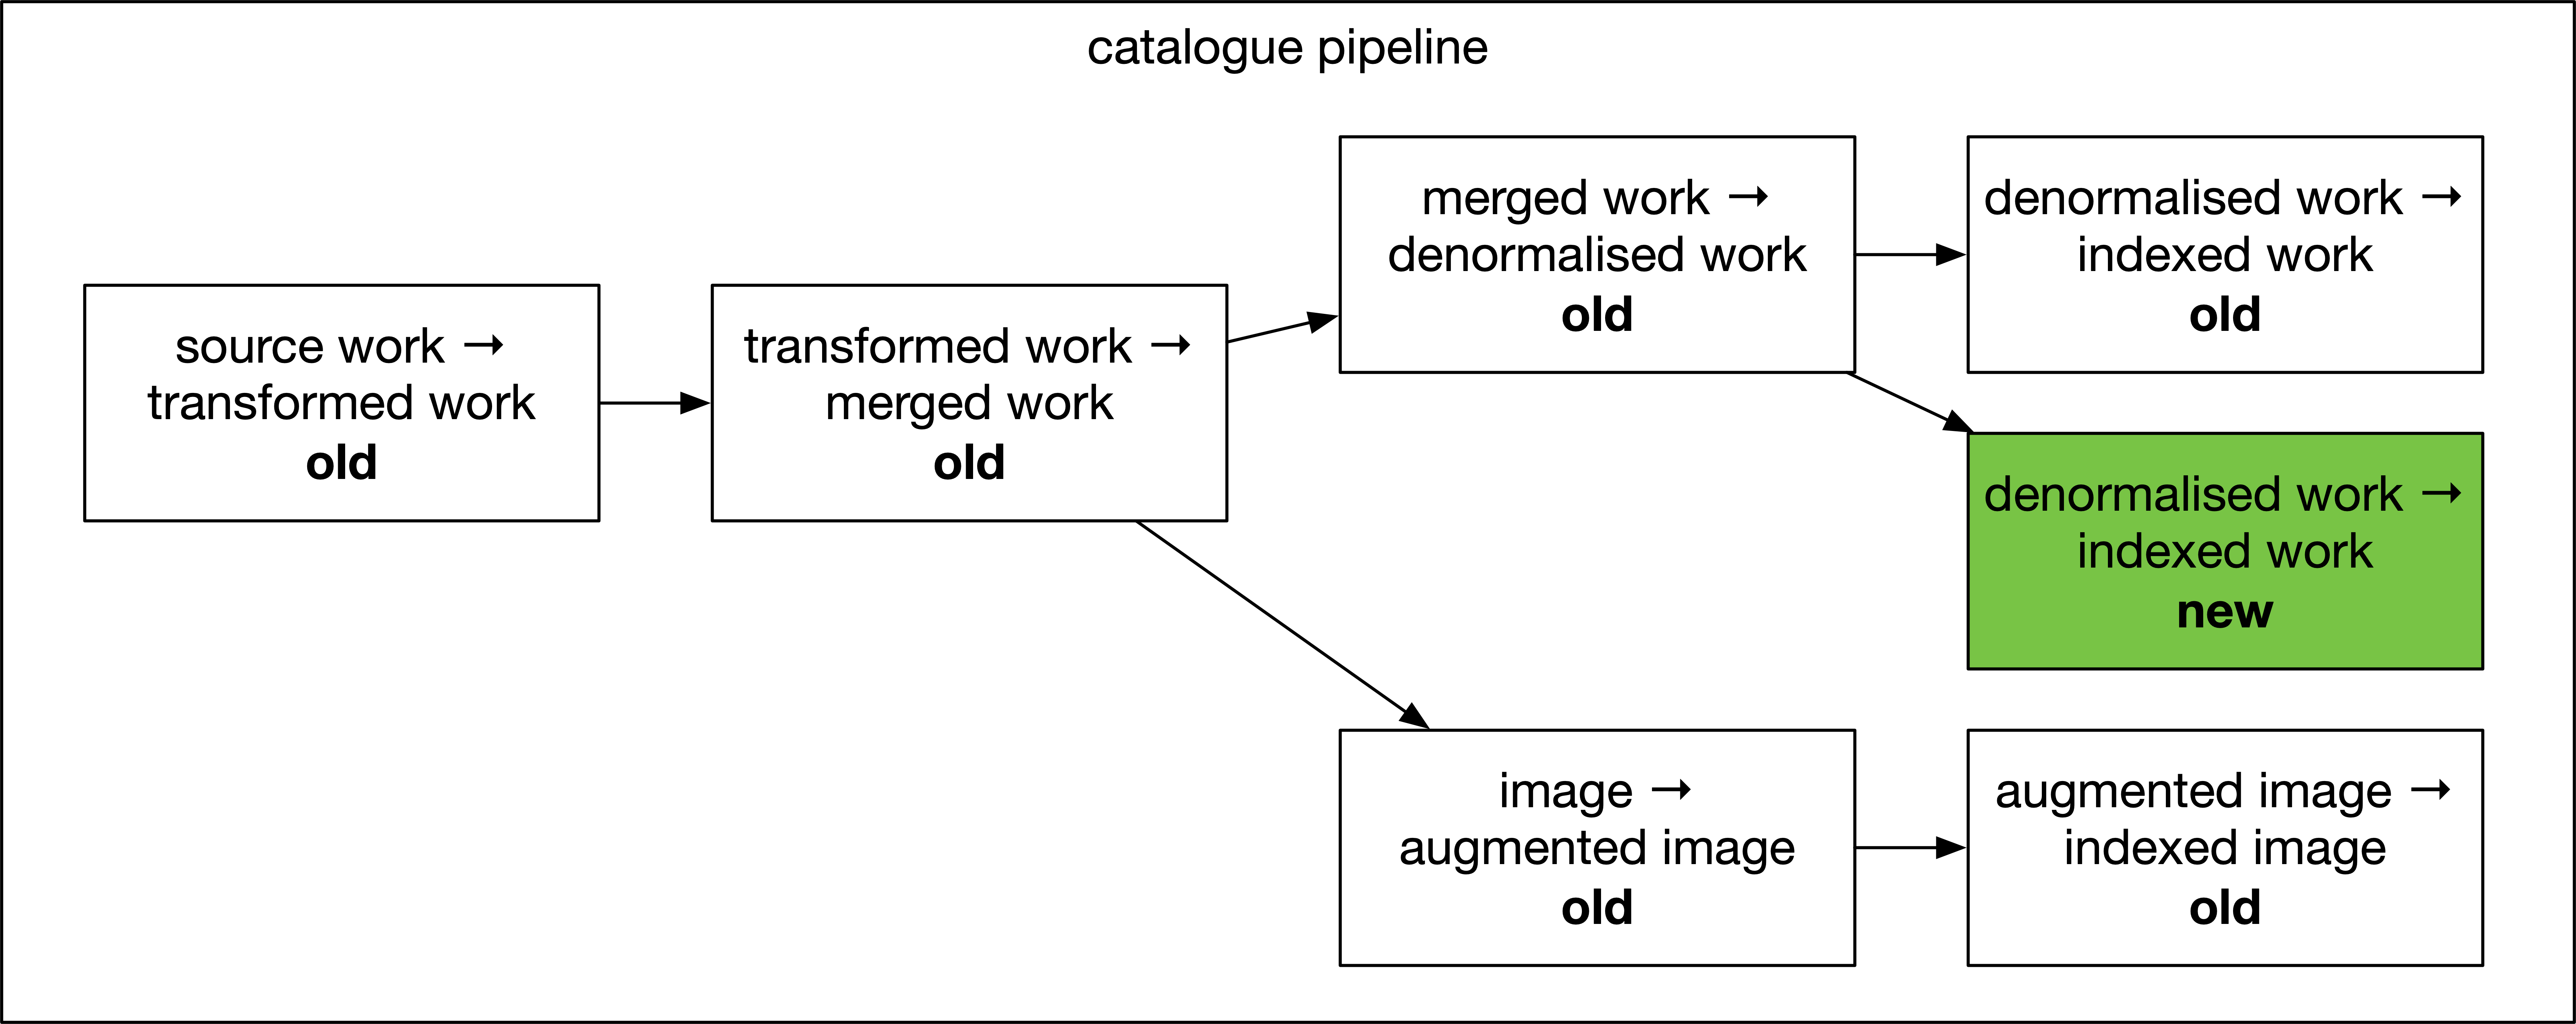 catalogue pipeline
source work →
transformed work
old
transformed work →
merged work
old
merged work →
denormalised work
old
denormalised work →
indexed work
old
denormalised work →
indexed work
new
image →
augmented image
old
augmented image →
indexed image
old